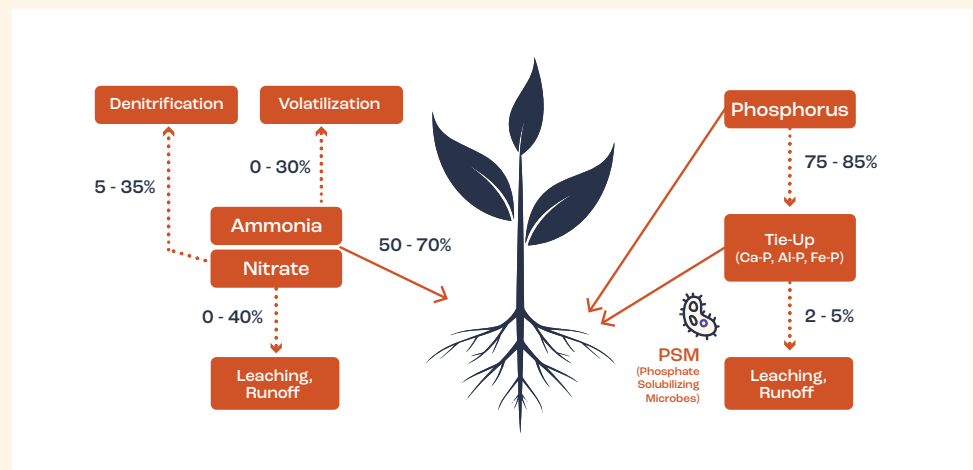 Denitrification
Volatilization
0 - 30%
5 - 35%
Ammonia
Nitrate
50 - 70%
0 - 40%
Leaching,
Runoff
Phosphorus
75 - 85%
Tie-Up
(Ca-P, Al-P, Fe-P)
2 - 5%
PSM
(Phosphate
Solubilizing
Microbes)
Leaching,
Runoff